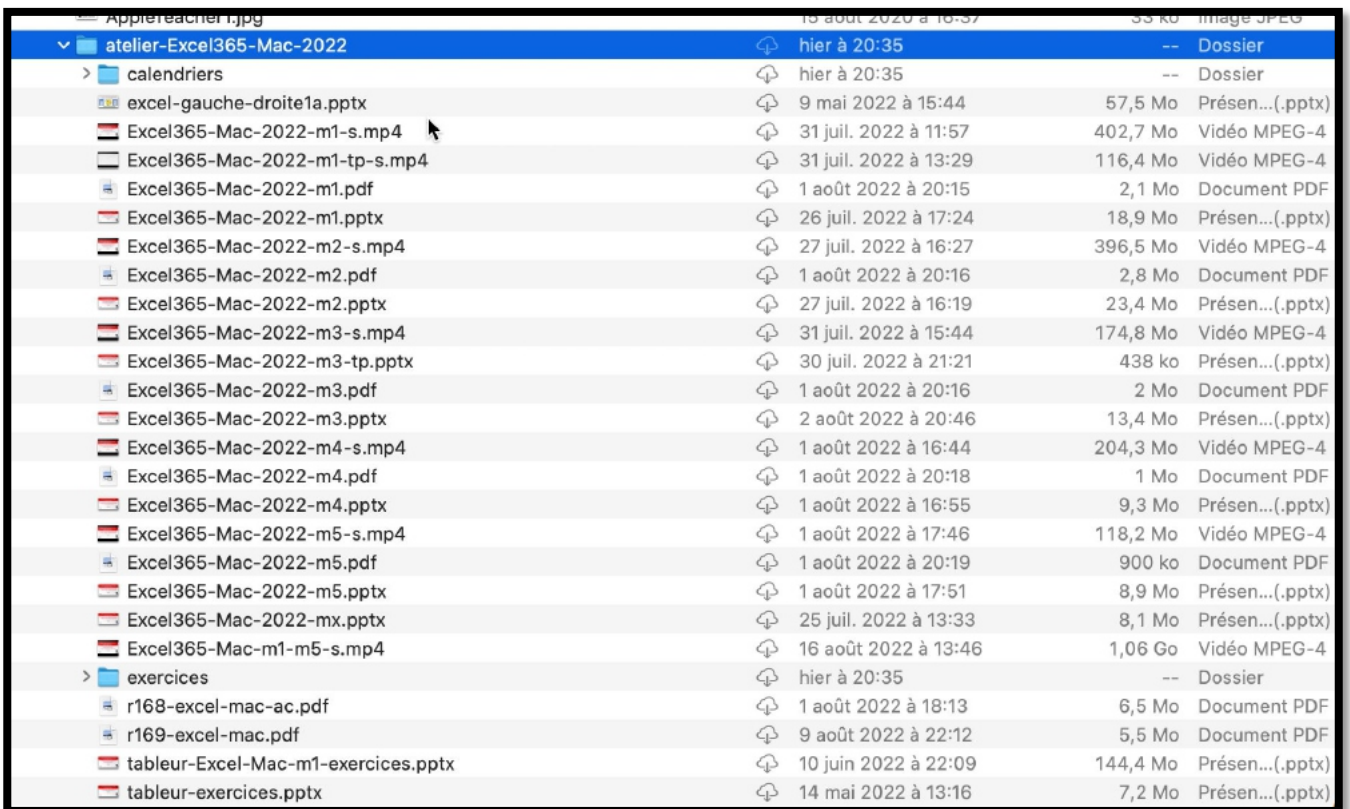 AppleTeacher1.jpg 15 août 2020 à 16:37 33 ko Image JPEG
atelier-Excel365-Mac-2022 hier à 20:35 -- Dossier
calendriers hier à 20:35 -- Dossier
excel-gauche-droite1a.pptx 9 mai 2022 à 15:44 57,5 Mo Présen...(.pptx)
Excel365-Mac-2022-m1-s.mp4 31 juil. 2022 à 11:57 402,7 Mo Vidéo MPEG-4
Excel365-Mac-2022-m1-tp-s.mp4 31 juil. 2022 à 13:29 116,4 Mo Vidéo MPEG-4
Excel365-Mac-2022-m1.pdf 1 août 2022 à 20:15 2,1 Mo Document PDF
Excel365-Mac-2022-m1.pptx 26 juil. 2022 à 17:24 18,9 Mo Présen...(.pptx)
Excel365-Mac-2022-m2-s.mp4 27 juil. 2022 à 16:27 396,5 Mo Vidéo MPEG-4
Excel365-Mac-2022-m2.pdf 1 août 2022 à 20:16 2,8 Mo Document PDF
Excel365-Mac-2022-m2.pptx 27 juil. 2022 à 16:19 23,4 Mo Présen...(.pptx)
Excel365-Mac-2022-m3-s.mp4 31 juil. 2022 à 15:44 174,8 Mo Vidéo MPEG-4
Excel365-Mac-2022-m3-tp.pptx 30 juil. 2022 à 21:21 438 ko Présen...(.pptx)
Excel365-Mac-2022-m3.pdf 1 août 2022 à 20:16 2 Mo Document PDF
Excel365-Mac-2022-m3.pptx 2 août 2022 à 20:46 13,4 Mo Présen...(.pptx)
Excel365-Mac-2022-m4-s.mp4 1 août 2022 à 16:44 204,3 Mo Vidéo MPEG-4
Excel365-Mac-2022-m4.pdf 1 août 2022 à 20:18 1 Mo Document PDF
Excel365-Mac-2022-m4.pptx 1 août 2022 à 16:55 9,3 Mo Présen...(.pptx)
Excel365-Mac-2022-m5-s.mp4 1 août 2022 à 17:46 118,2 Mo Vidéo MPEG-4
Excel365-Mac-2022-m5.pdf 1 août 2022 à 20:19 900 ko Document PDF
Excel365-Mac-2022-m5.pptx 1 août 2022 à 17:51 8,9 Mo Présen...(.pptx)
Excel365-Mac-2022-mx.pptx 25 juil. 2022 à 13:33 8,1 Mo Présen...(.pptx)
Excel365-Mac-m1-m5-s.mp4 16 août 2022 à 13:46 1,06 Go Vidéo MPEG-4
exercices hier à 20:35 -- Dossier
r168-excel-mac-ac.pdf 1 août 2022 à 18:13 6,5 Mo Document PDF
r169-excel-mac.pdf 9 août 2022 à 22:12 5,5 Mo Document PDF
tableur-Excel-Mac-m1-exercices.pptx 10 juin 2022 à 22:09 144,4 Mo Présen...(.pptx)
tableur-exercices.pptx 14 mai 2022 à 13:16 7,2 Mo Présen...(.pptx)